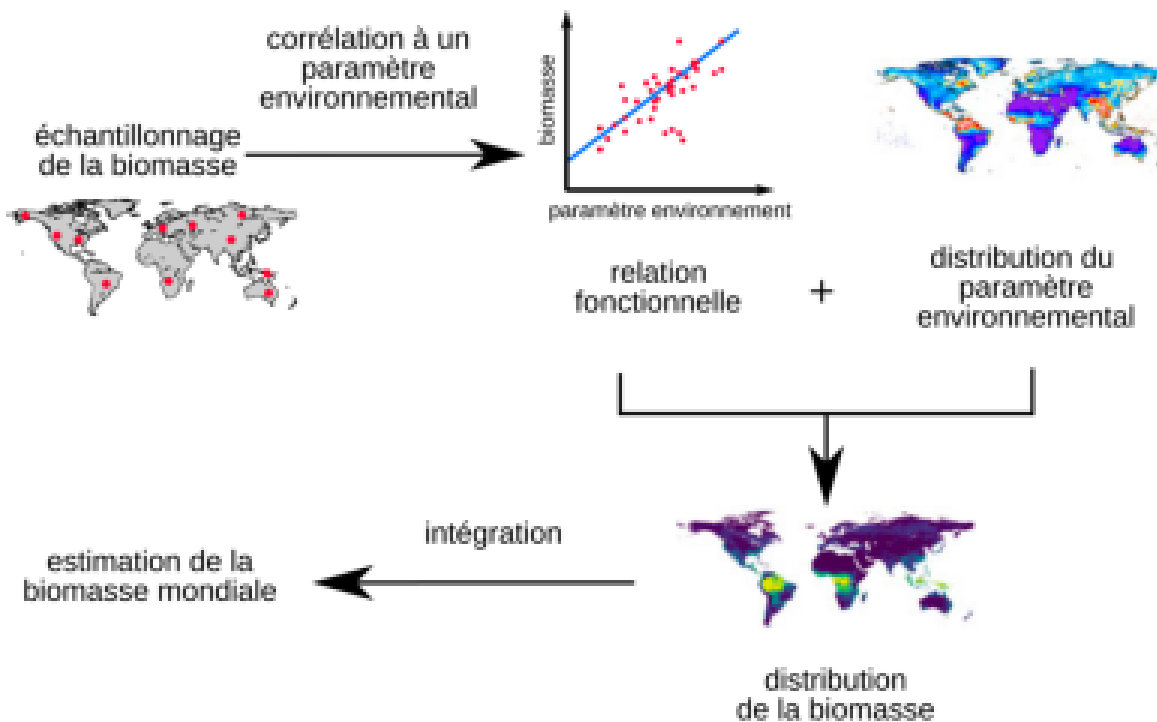 corrélation à un
paramètre
environnemental
échantillonnage
de la biomasse
biomasse
paramètre environnement
relation
fonctionnelle
+
distribution du
paramètre
environnemental
intégration
estimation de la
biomasse mondiale
distribution
de la biomasse